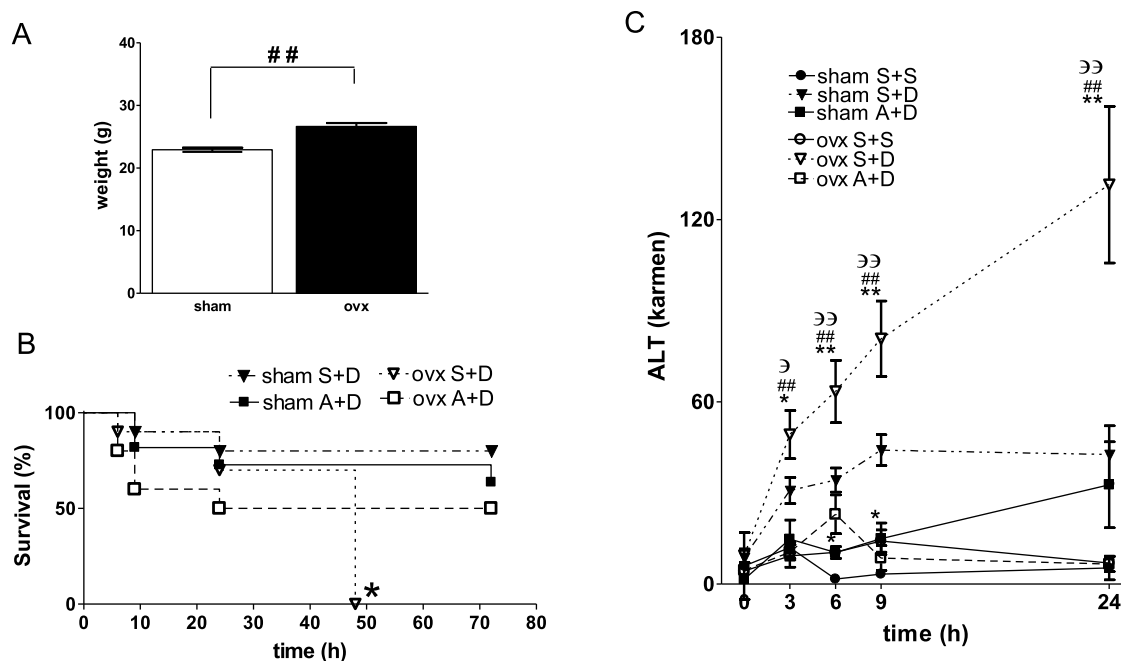 A
40
30
20
10
0
weight (g)
##
sham
ovx
B
sham S+D
ovx S+D
sham A+D
ovx A+D
100
50
0
Survival (%)
*
0 10 20 30 40 50 60 70 80
time (h)
C
180
120
60
0
ALT (karmen)
sham S+S
sham S+D
sham A+D
ovx S+S
ovx S+D
ovx A+D
϶
##
*
϶϶
##
**
϶϶
##
**
϶϶
##
**
*
*
0 3 6 9 24
time (h)